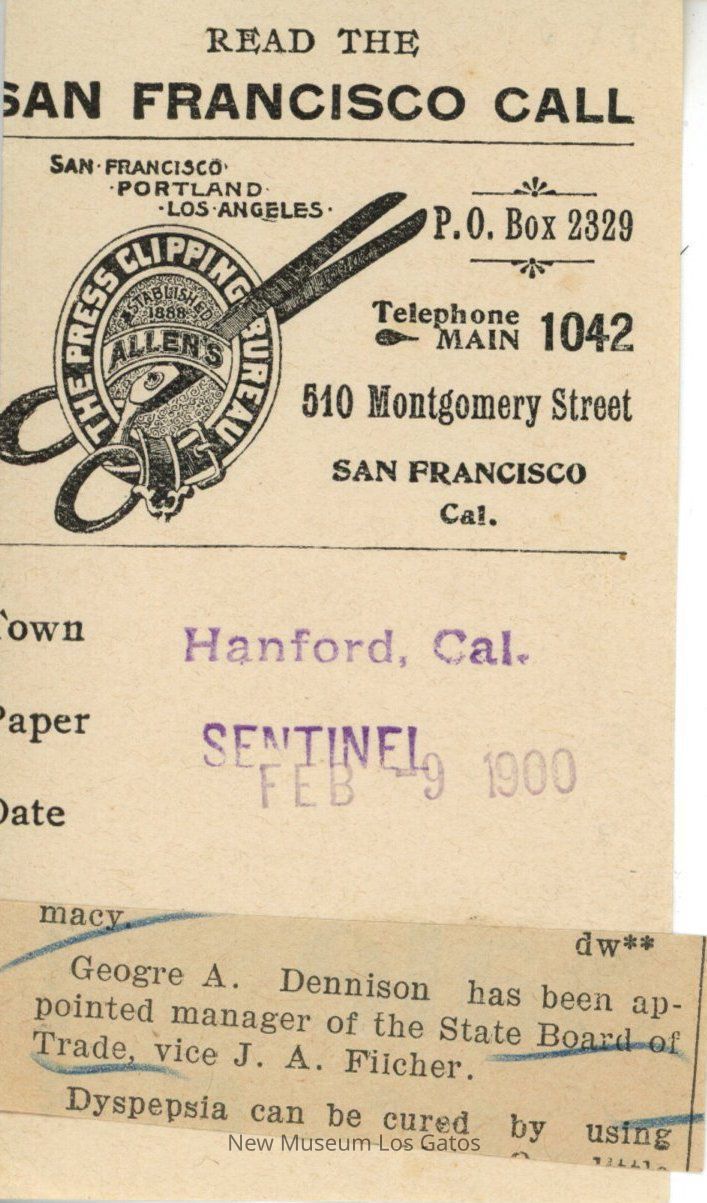 READ THE
SAN FRANCISCO CALL
SAN FRANCISCO
PORTLAND
LOS ANGELES
P.O. Box 2329
THE PRESS CLIPPING BUREAU
ESTABLISHED
1888
ALLEN'S
Telephone
MAIN 1042
510 Montgomery Street
SAN FRANCISCO
Cal.
Town Hanford, Cal.
Paper SENTINEL
Date FEB -9 1900
macy.
dw**
Geogre A. Dennison has been ap-
pointed manager of the State Board of
Trade, vice J. A. Filcher.
Dyspepsia can be cured by using
little
New Museum Los Gatos